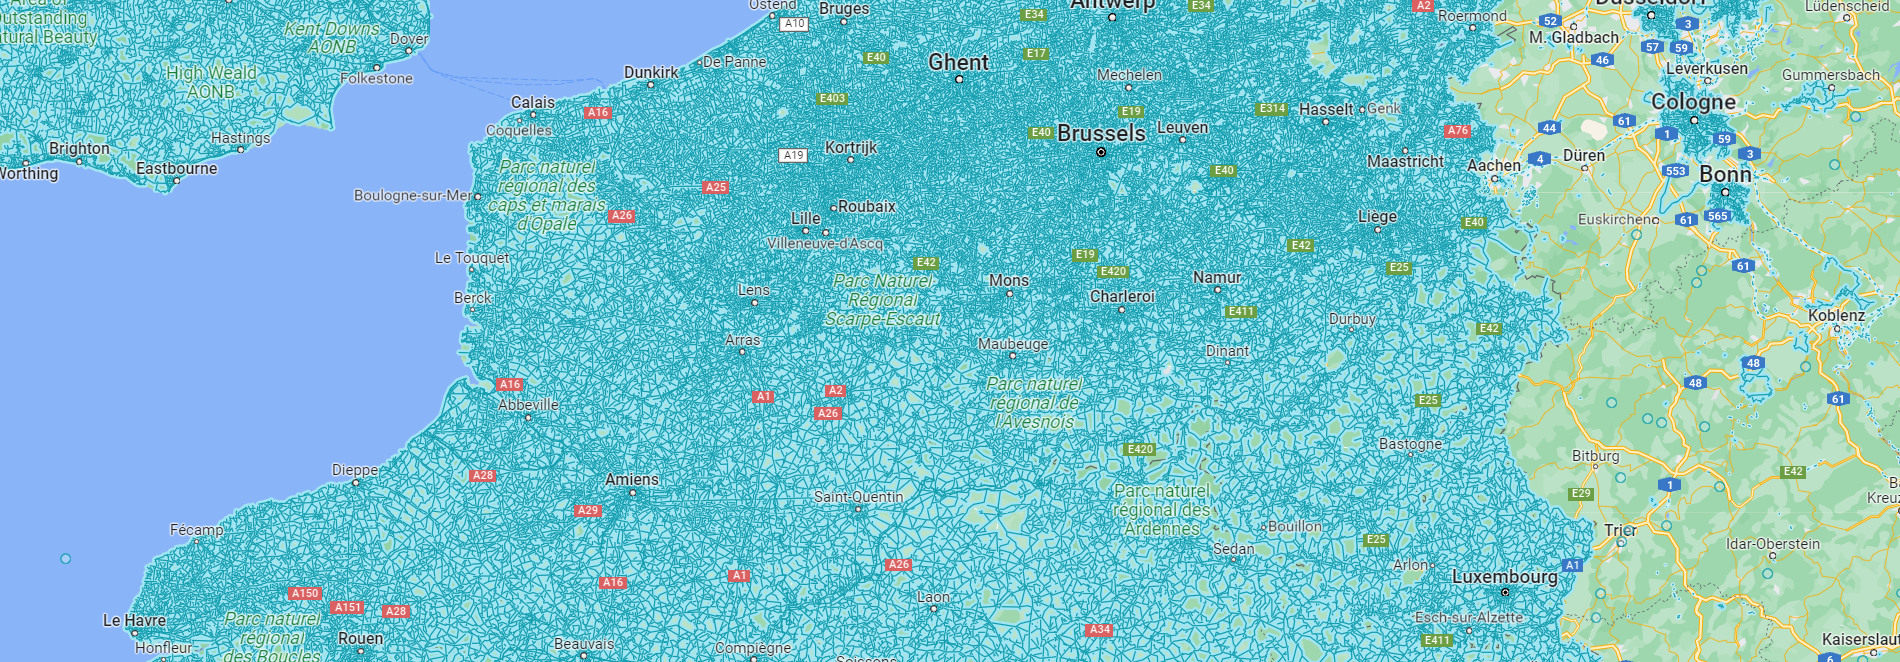 Area of
Outstanding
Natural Beauty
Kent Downs
AONB
Dover
Folkestone
High Weald
AONB
Hastings
Brighton
Eastbourne
Worthing
Ostend
A10
Bruges
De Panne
Dunkirk
Calais
Coquelles
A16
E403
E40
Ghent
E34
E17
Antwerp
E34
Mechelen
E19
E40
Brussels
Leuven
E314
Hasselt
Genk
A2
Roermond
A76
Maastricht
Aachen
A19
Kortrijk
Parc naturel
régional des
caps et marais
d'Opale
Boulogne-sur-Mer
A25
A26
Roubaix
Lille
Villeneuve-d'Ascq
E40
Liège
E40
E42
E25
Le Touquet
Berck
E42
Lens
Parc Naturel
Régional
Scarpe-Escaut
Mons
E19
E420
Charleroi
Namur
E411
Durbuy
E42
Arras
Maubeuge
Dinant
A16
Abbeville
A1
A2
A26
Parc naturel
régional de
l'Avesnois
E25
Bastogne
E420
Dieppe
A28
Amiens
A29
Saint-Quentin
Parc naturel
régional des
Ardennes
Bouillon
Sedan
E25
Arlon
Luxembourg
A1
Esch-sur-Alzette
E411
Fécamp
A150
A151
A28
Le Havre
Honfleur
Parc naturel
régional
des Boucles
Rouen
A16
A1
A26
Laon
A34
Beauvais
Compiègne
Soissons
Düsseldorf
52
3
M. Gladbach
57
59
46
Leverkusen
Lüdenscheid
Gummersbach
Cologne
61
44
1
59
3
4
Düren
553
Bonn
Euskirchen
61
565
61
Koblenz
48
48
61
Bitburg
E42
1
E29
Trier
Idar-Oberstein
Kaiserslau
6